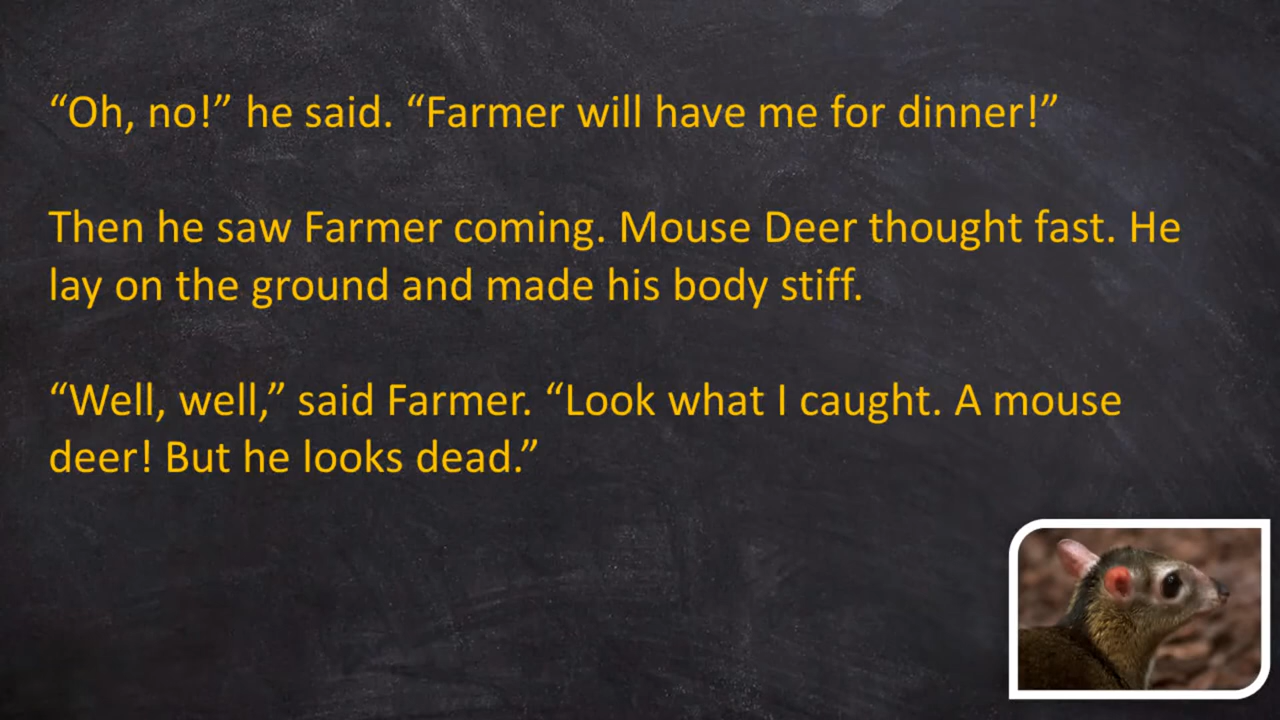 “Oh, no!” he said. “Farmer will have me for dinner!”
Then he saw Farmer coming. Mouse Deer thought fast. He
lay on the ground and made his body stiff.
“Well, well,” said Farmer. “Look what I caught. A mouse
deer! But he looks dead.”